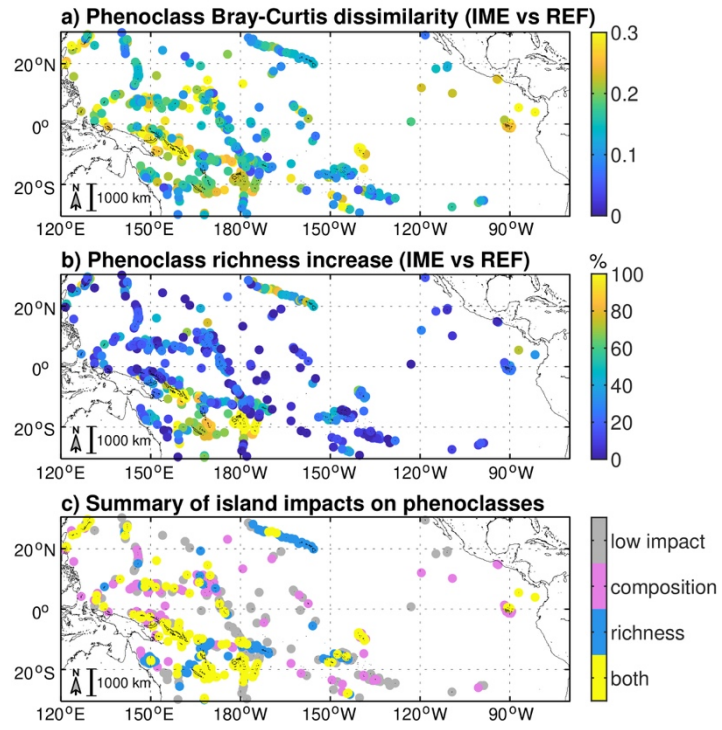 a) Phenoclass Bray-Curtis dissimilarity (IME vs REF)
20°N
0°
20°S
N
1000 km
120°E 150°E 180°W 150°W 120°W 90°W
0.3
0.2
0.1
0
b) Phenoclass richness increase (IME vs REF)
%
20°N
0°
20°S
N
1000 km
120°E 150°E 180°W 150°W 120°W 90°W
100
80
60
40
20
0
c) Summary of island impacts on phenoclasses
20°N
0°
20°S
N
1000 km
120°E 150°E 180°W 150°W 120°W 90°W
low impact
composition
richness
both